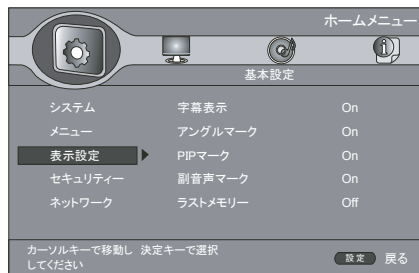 ホームメニュー
基本設定
システム 字幕表示 On
メニュー アングルマーク On
表示設定 PIPマーク On
セキュリティー 副音声マーク On
ネットワーク ラストメモリー Off
カーソルキーで移動し 決定キーで選択
してください
設定 戻る